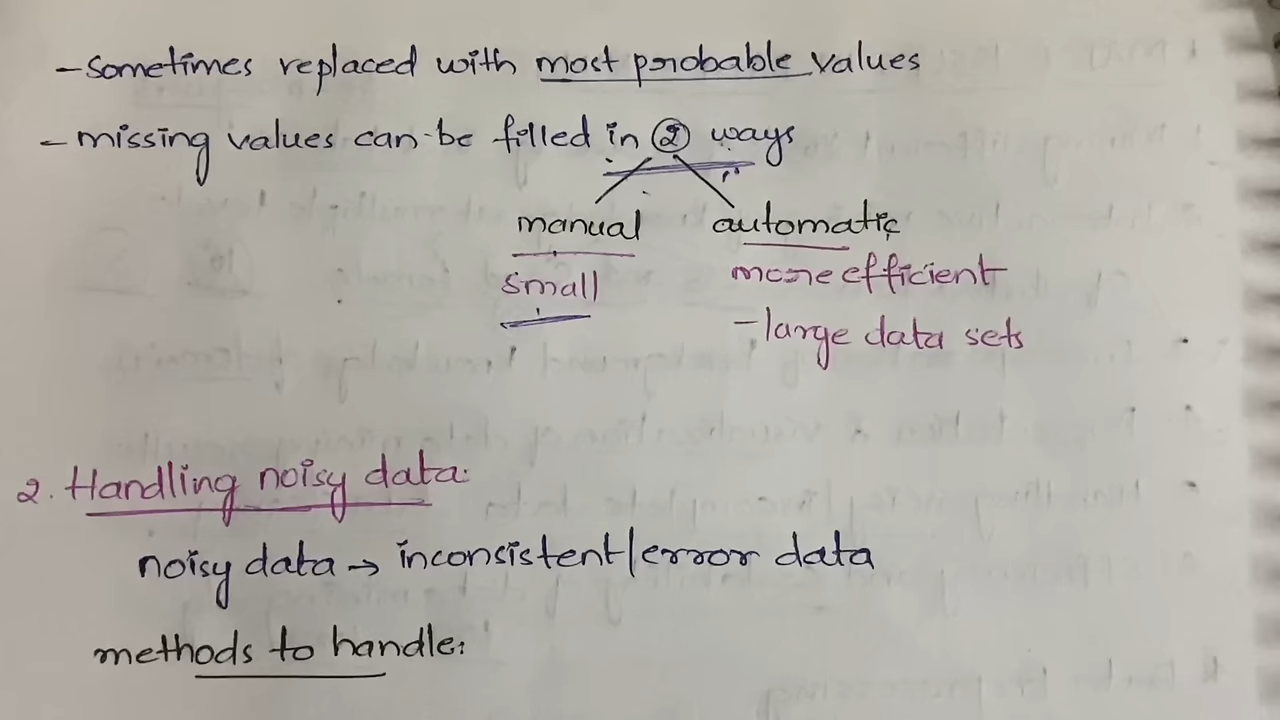 - sometimes replaced with most probable values
- missing values can be filled in 2 ways
manual automatic
small more efficient
- large data sets
2. Handling noisy data:
noisy data → inconsistent/error data
methods to handle: